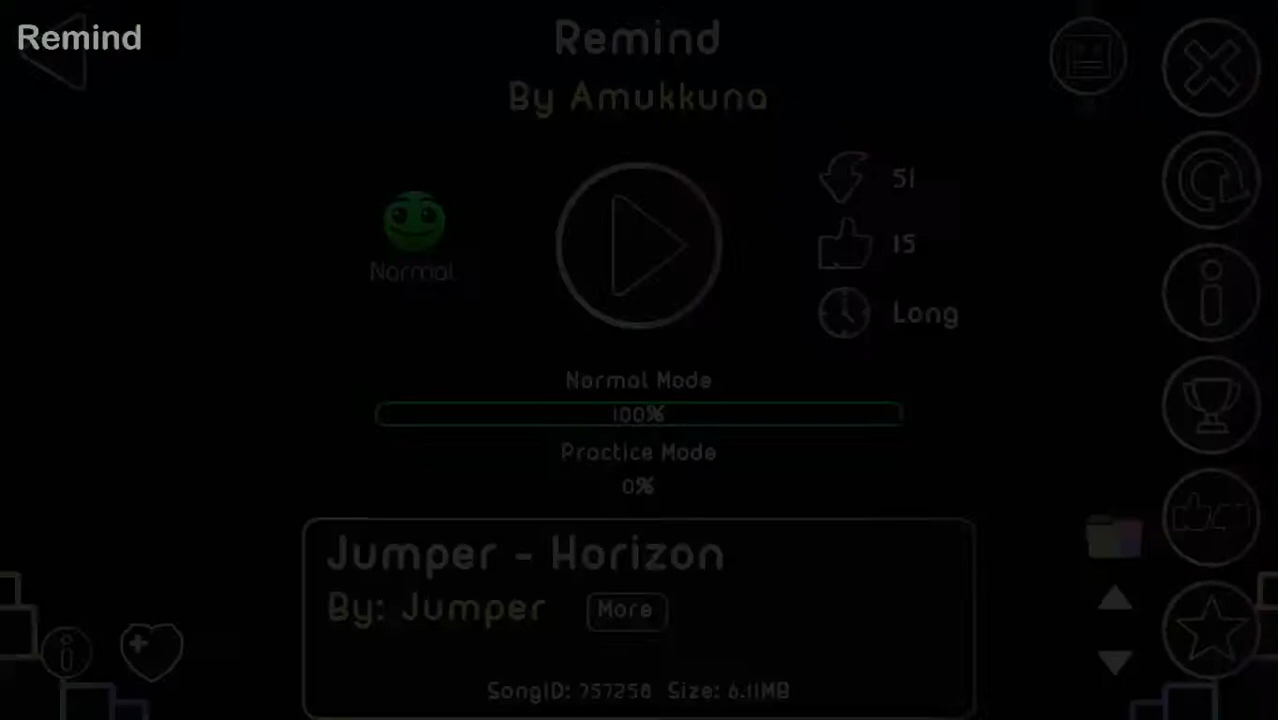 Remind
Remind
By Amukkuna
51
Normal
15
Long
Normal Mode
100%
Practice Mode
0%
Jumper - Horizon
By: Jumper
More
SongID: 757258 Size: 6.11MB